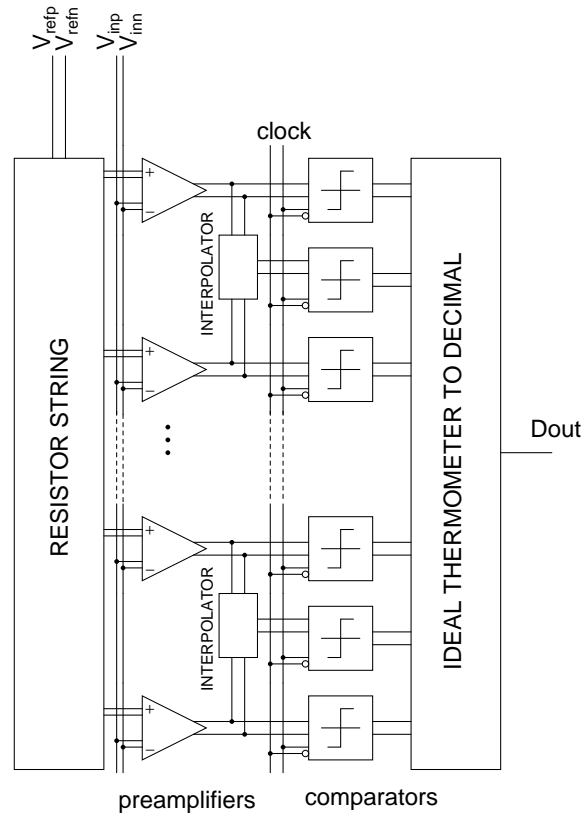 Vrefp
Vrefn
Vinp
Vinn
clock
RESISTOR STRING
+
−
INTERPOLATOR
+
−
+
−
INTERPOLATOR
+
−
IDEAL THERMOMETER TO DECIMAL
Dout
preamplifiers
comparators